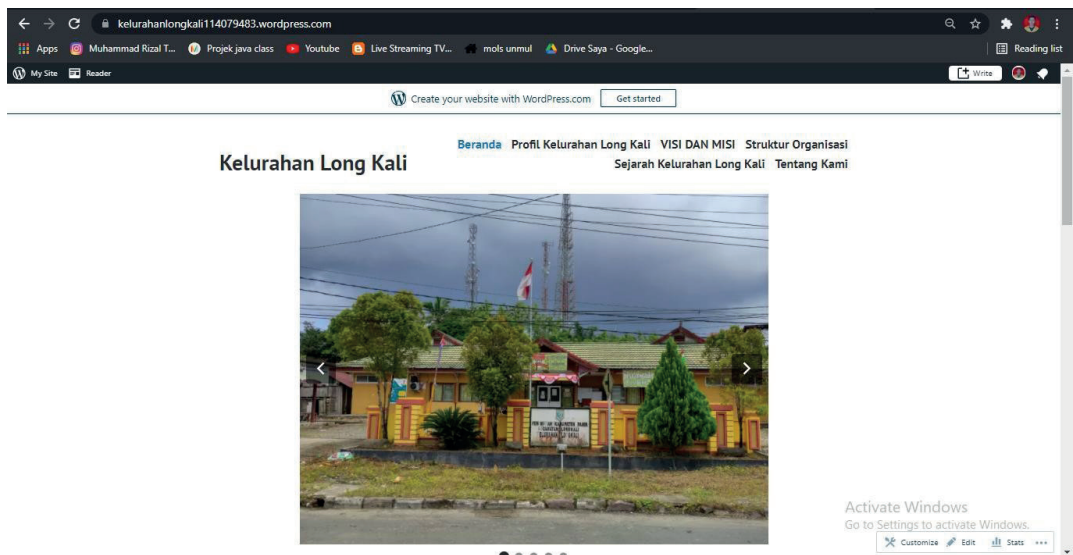 kelurahanlongkali114079483.wordpress.com
Apps Muhammad Rizal T... Projek java class Youtube Live Streaming TV... mols unmul Drive Saya - Google... Reading list
My Site Reader Write
Create your website with WordPress.com Get started
Beranda Profil Kelurahan Long Kali VISI DAN MISI Struktur Organisasi
Kelurahan Long Kali
Sejarah Kelurahan Long Kali Tentang Kami
KABUPATEN
Activate Windows
Go to Settings to activate Windows.
Customize Edit Stats